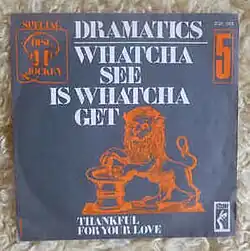 SPECIAL
DISC
JOCKEY
DRAMATICS
WHATCHA
SEE
IS WHATCHA
GET
5
THANKFUL
FOR YOUR LOVE